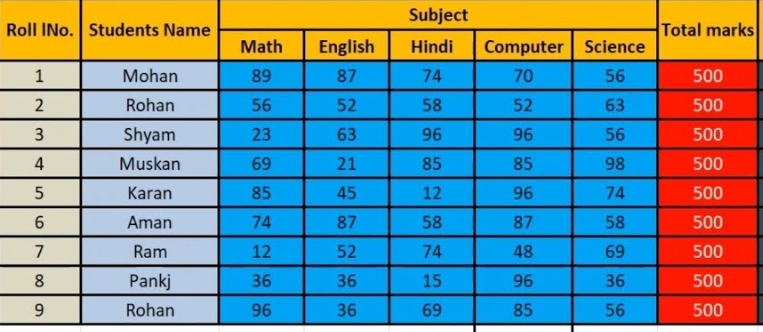 Roll lNo. Students Name Subject Total marks
Math English Hindi Computer Science
1 Mohan 89 87 74 70 56 500
2 Rohan 56 52 58 52 63 500
3 Shyam 23 63 96 96 56 500
4 Muskan 69 21 85 85 98 500
5 Karan 85 45 12 96 74 500
6 Aman 74 87 58 87 58 500
7 Ram 12 52 74 48 69 500
8 Pankj 36 36 15 96 36 500
9 Rohan 96 36 69 85 56 500